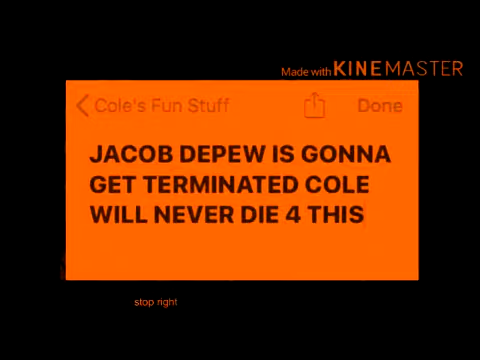 Made with KINEMASTER
Cole's Fun Stuff Done
JACOB DEPEW IS GONNA
GET TERMINATED COLE
WILL NEVER DIE 4 THIS
stop right